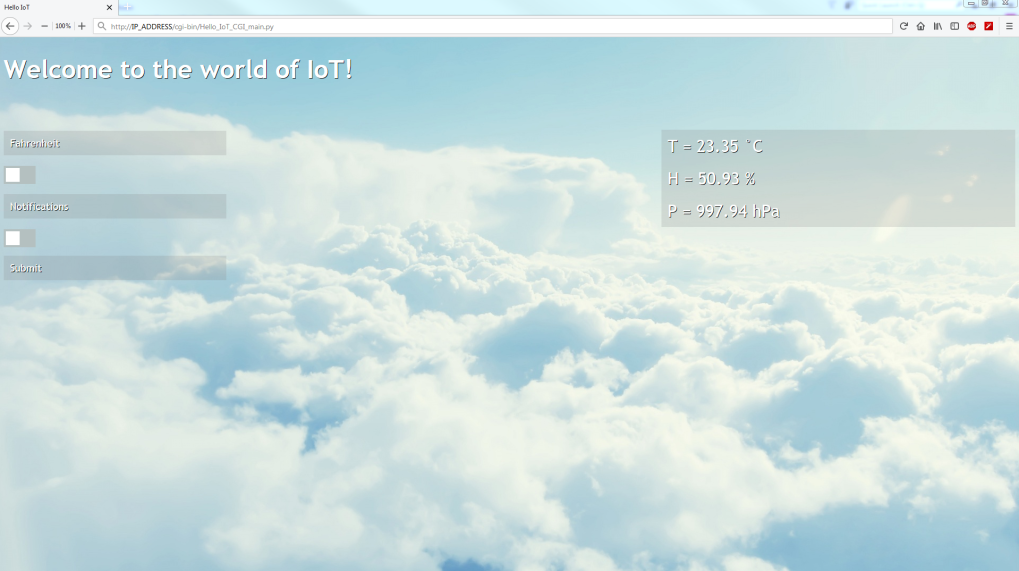 Hello IoT
100%
http://IP_ADDRESS/cgi-bin/Hello_IoT_CGI_main.py
ABP
Welcome to the world of IoT!
Fahrenheit
Notifications
Submit
T = 23.35 °C
H = 50.93 %
P = 997.94 hPa